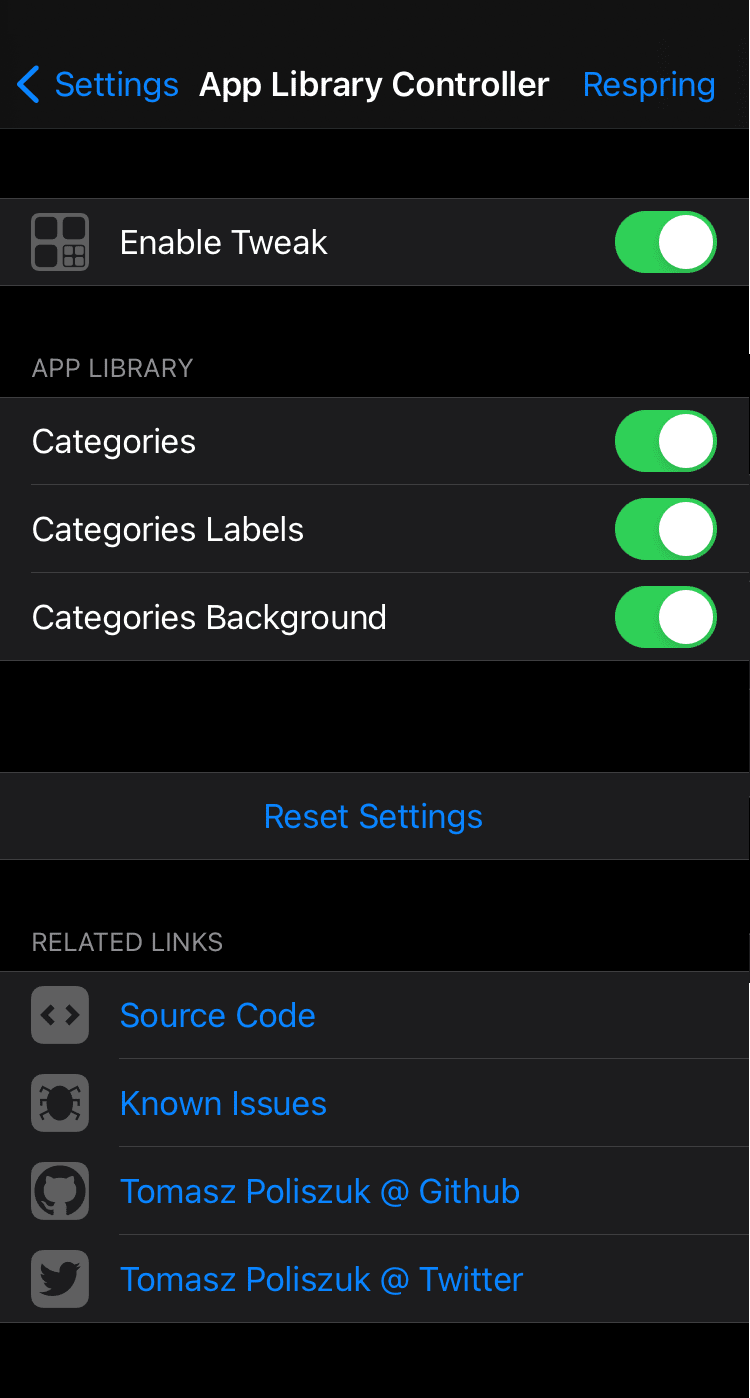 Settings App Library Controller Respring
Enable Tweak
APP LIBRARY
Categories
Categories Labels
Categories Background
Reset Settings
RELATED LINKS
Source Code
Known Issues
Tomasz Poliszuk @ Github
Tomasz Poliszuk @ Twitter